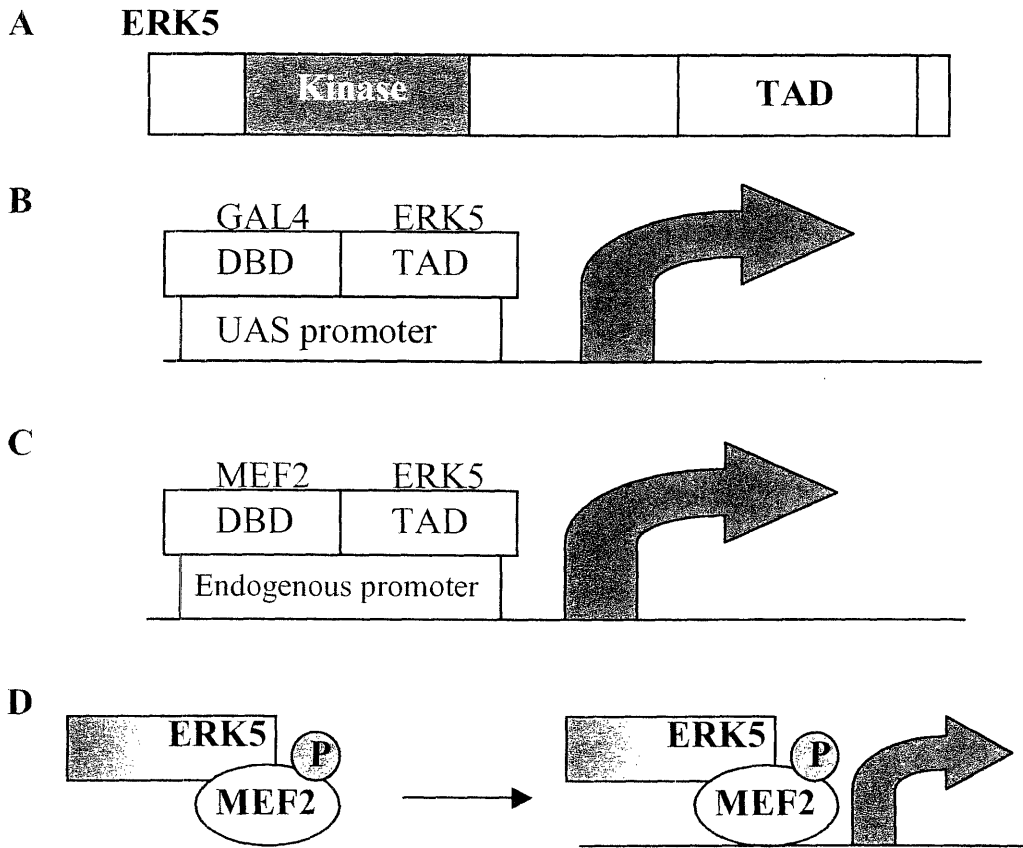 A ERK5
Kinase TAD
B
GAL4 ERK5
DBD TAD
UAS promoter
C
MEF2 ERK5
DBD TAD
Endogenous promoter
D
ERK5 P ERK5 P
MEF2 MEF2